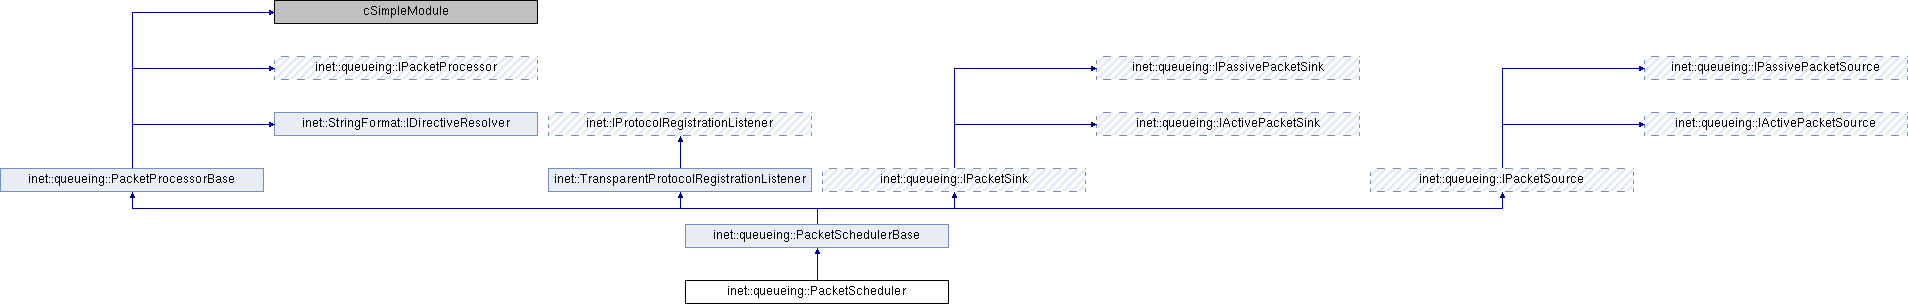 cSimpleModule
inet::queueing::IPacketProcessor
inet::queueing::IPassivePacketSink
inet::queueing::IPassivePacketSource
inet::StringFormat::IDirectiveResolver
inet::IProtocolRegistrationListener
inet::queueing::IActivePacketSink
inet::queueing::IActivePacketSource
inet::queueing::PacketProcessorBase
inet::TransparentProtocolRegistrationListener
inet::queueing::IPacketSink
inet::queueing::IPacketSource
inet::queueing::PacketSchedulerBase
inet::queueing::PacketScheduler